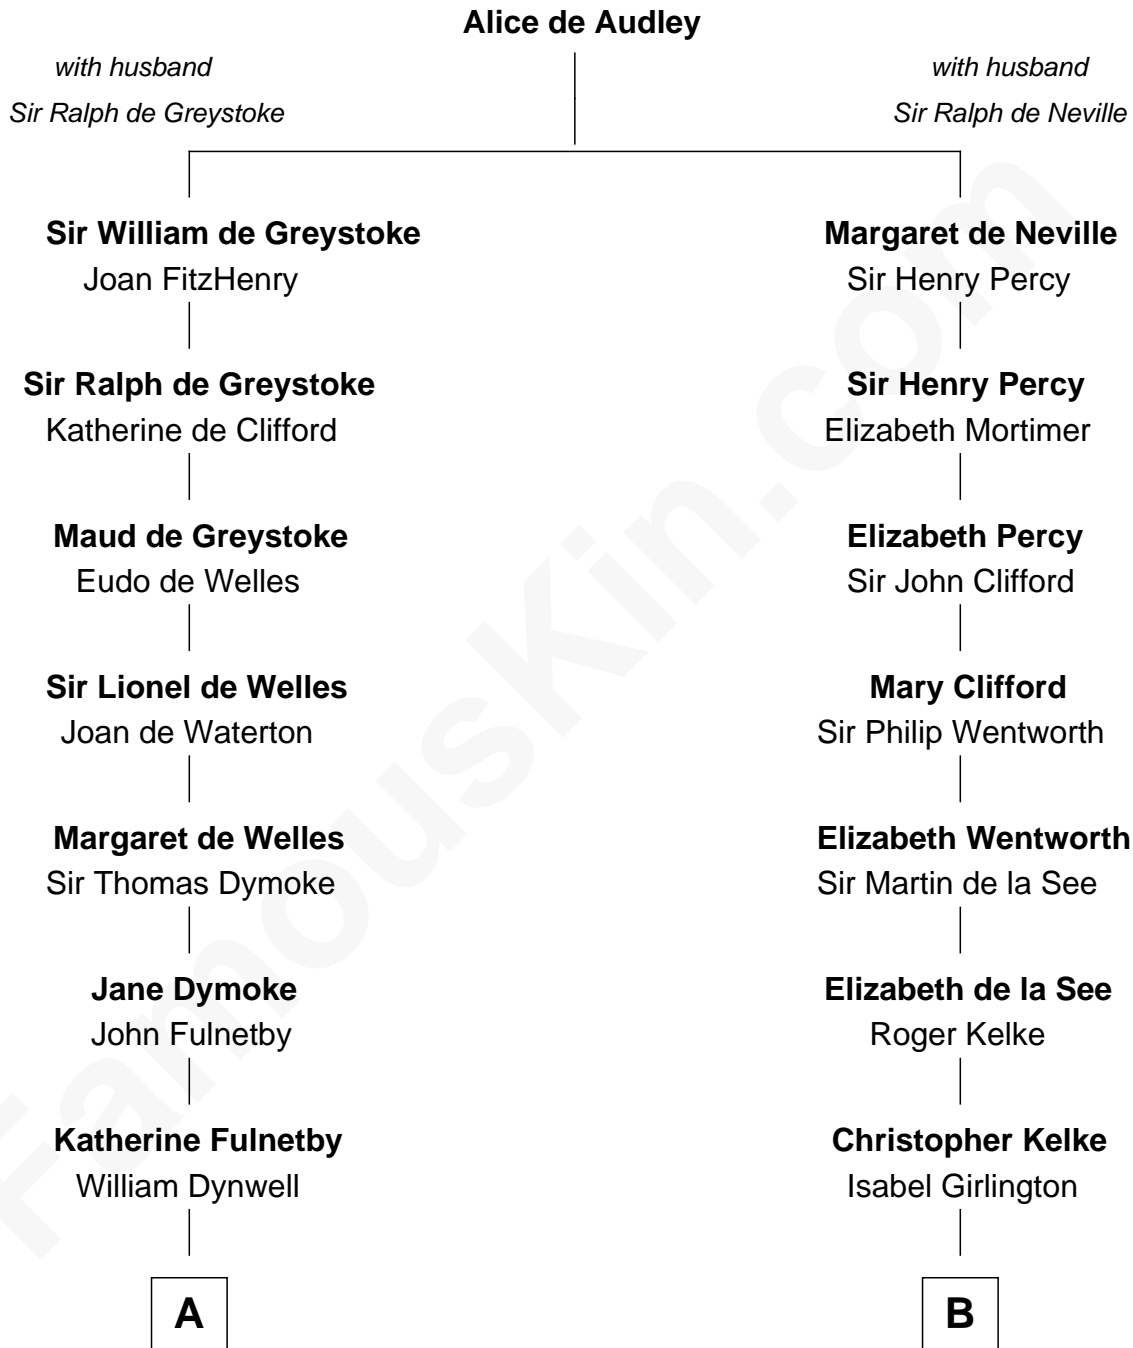 Alice de Audley
with husband
Sir Ralph de Greystoke
with husband
Sir Ralph de Neville
Sir William de Greystoke
Joan FitzHenry
Margaret de Neville
Sir Henry Percy
Sir Ralph de Greystoke
Katherine de Clifford
Sir Henry Percy
Elizabeth Mortimer
Maud de Greystoke
Eudo de Welles
Elizabeth Percy
Sir John Clifford
Sir Lionel de Welles
Joan de Waterton
Mary Clifford
Sir Philip Wentworth
Margaret de Welles
Sir Thomas Dymoke
Elizabeth Wentworth
Sir Martin de la See
Jane Dymoke
John Fulnetby
Elizabeth de la See
Roger Kelke
Katherine Fulnetby
William Dynwell
Christopher Kelke
Isabel Girlington
A
B
FamousKin.com